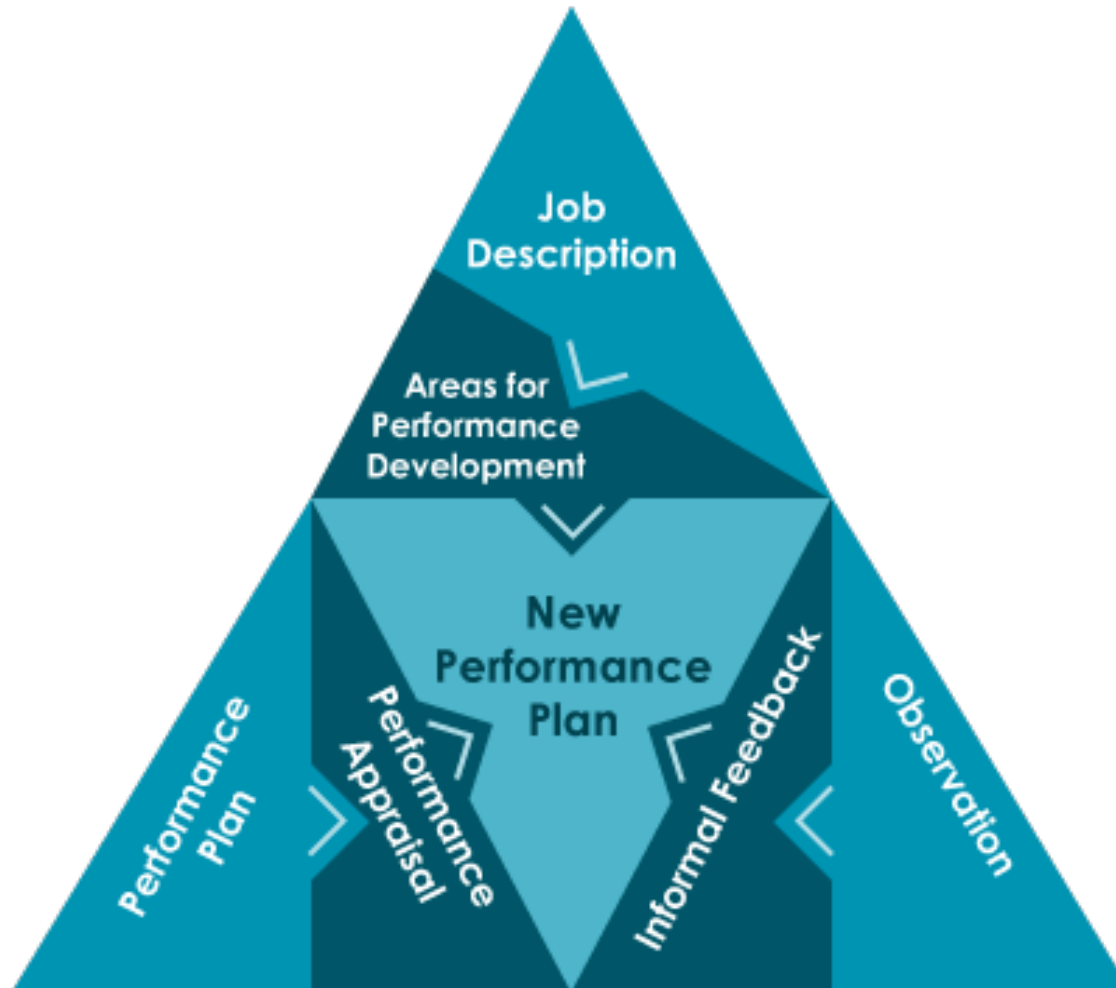 Job
Description
Areas for
Performance
Development
New
Performance
Plan
Performance
Plan
Performance
Appraisal
Informal Feedback
Observation